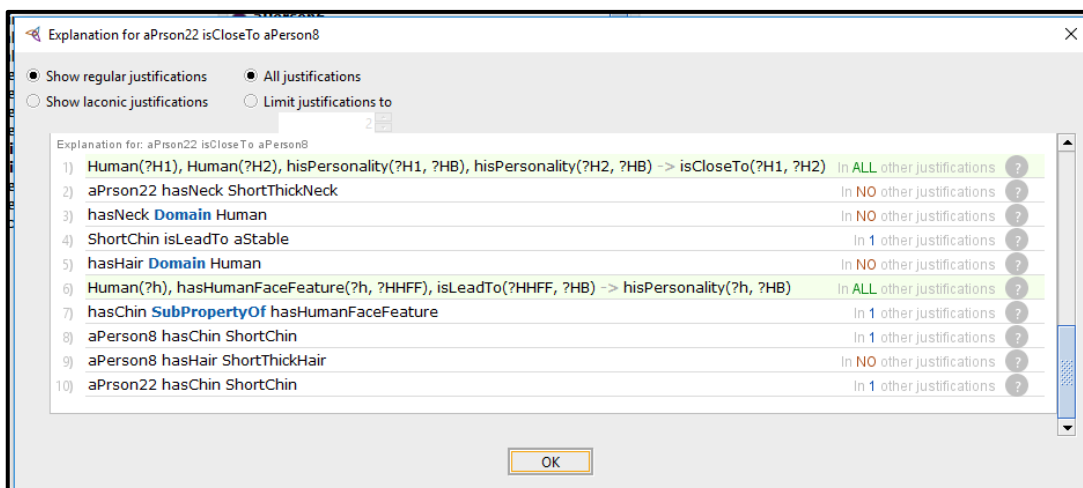 Explanation for aPrson22 isCloseTo aPerson8
Show regular justifications All justifications
Show laconic justifications Limit justifications to
2
Explanation for: aPrson22 isCloseTo aPerson8
1) Human(?H1), Human(?H2), hisPersonality(?H1, ?HB), hisPersonality(?H2, ?HB) -> isCloseTo(?H1, ?H2) In ALL other justifications ?
2) aPrson22 hasNeck ShortThickNeck In NO other justifications ?
3) hasNeck Domain Human In NO other justifications ?
4) ShortChin isLeadTo aStable In 1 other justifications ?
5) hasHair Domain Human In NO other justifications ?
6) Human(?h), hasHumanFaceFeature(?h, ?HHFF), isLeadTo(?HHFF, ?HB) -> hisPersonality(?h, ?HB) In ALL other justifications ?
7) hasChin SubPropertyOf hasHumanFaceFeature In 1 other justifications ?
8) aPerson8 hasChin ShortChin In 1 other justifications ?
9) aPerson8 hasHair ShortThickHair In NO other justifications ?
10) aPrson22 hasChin ShortChin In 1 other justifications ?
OK